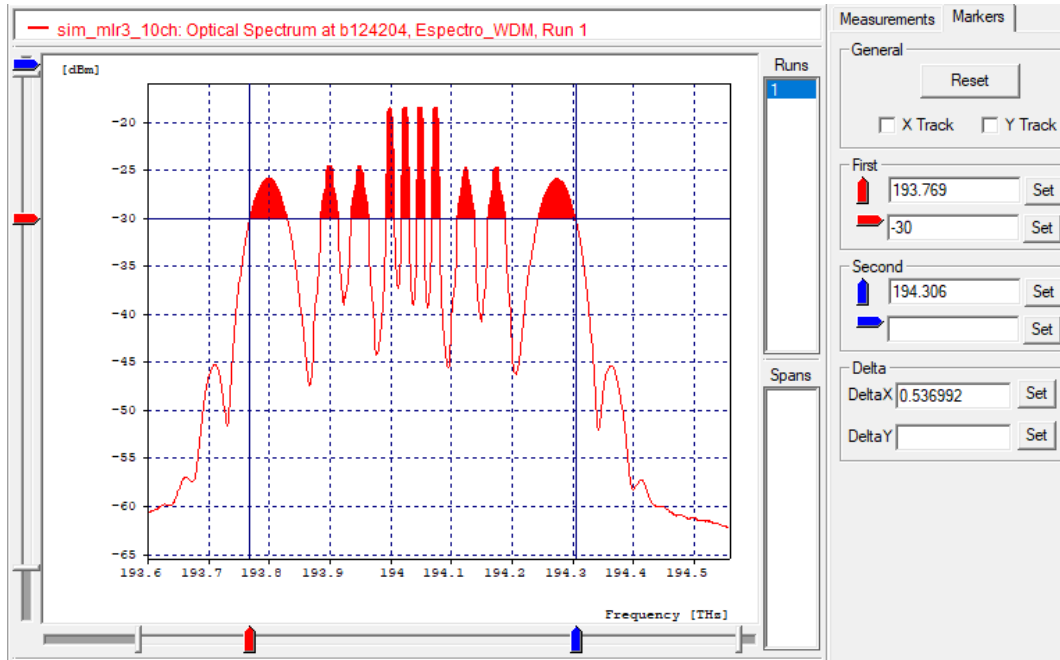 sim_mlr3_10ch: Optical Spectrum at b124204, Espectro_WDM, Run 1
[dBm]
-20
-25
-30
-35
-40
-45
-50
-55
-60
-65
193.6 193.7 193.8 193.9 194 194.1 194.2 194.3 194.4 194.5
Frequency [THs]
Runs
1
Spans
Measurements Markers
General
Reset
X Track Y Track
First
193.769 Set
-30 Set
Second
194.306 Set
Set
Delta
DeltaX 0.536992 Set
DeltaY Set